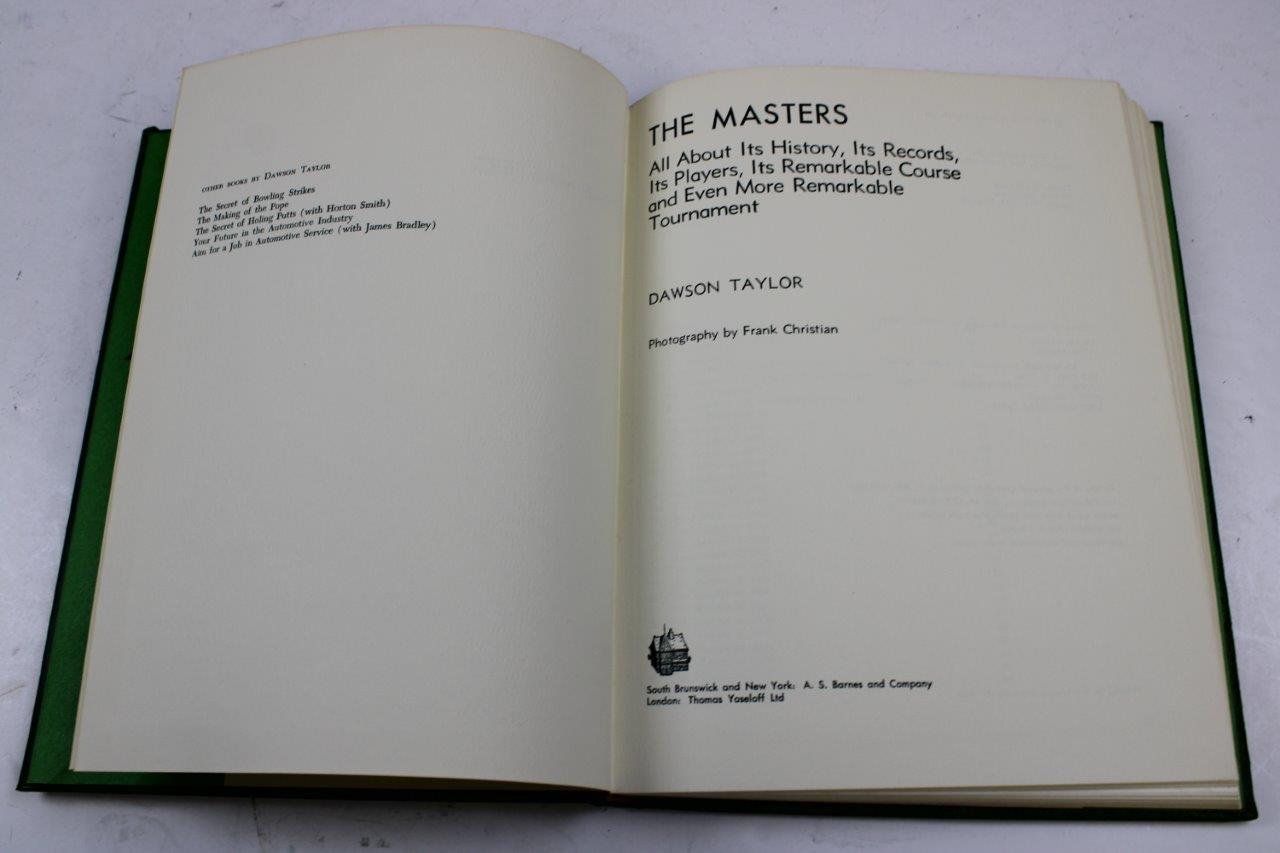 OTHER BOOKS BY DAWSON TAYLOR
The Secret of Bowling Strikes
The Making of the Pope
The Secret of Holing Putts (with Horton Smith)
Your Future in the Automotive Industry
Aim for a Job in Automotive Service (with James Bradley)
THE MASTERS
All About Its History, Its Records,
Its Players, Its Remarkable Course
and Even More Remarkable
Tournament
DAWSON TAYLOR
Photography by Frank Christian
South Brunswick and New York: A. S. Barnes and Company
London: Thomas Yoseloff Ltd